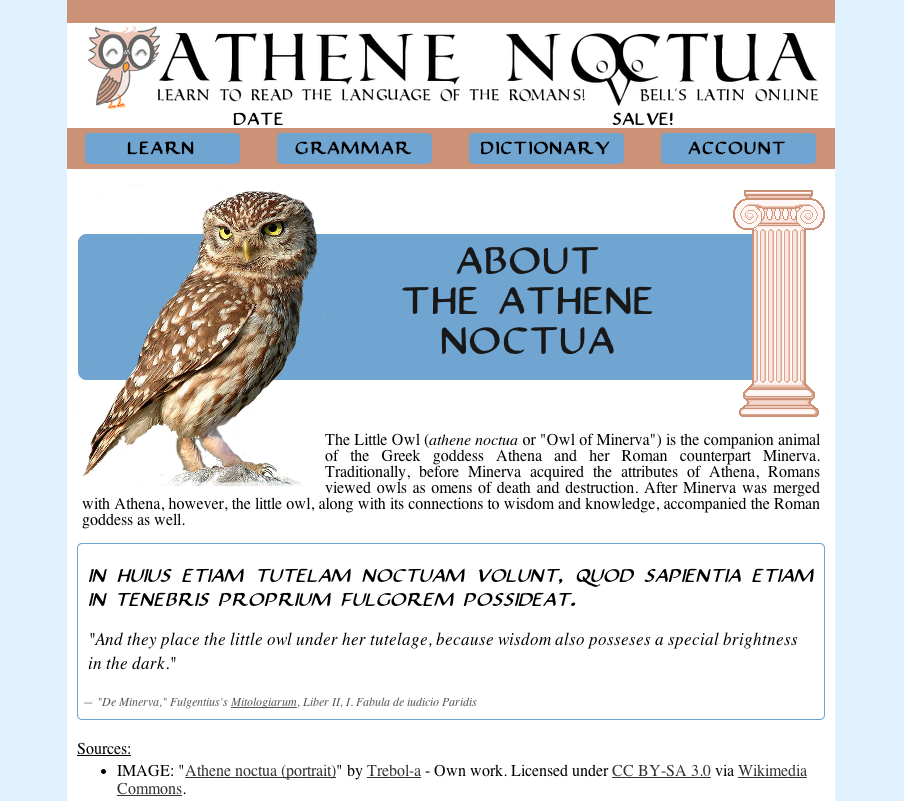 ATHENE NOCTUA
LEARN TO READ THE LANGUAGE OF THE ROMANS! BELL'S LATIN ONLINE
DATE SALVE!
LEARN GRAMMAR DICTIONARY ACCOUNT
ABOUT
THE ATHENE
NOCTUA
The Little Owl (athene noctua or "Owl of Minerva") is the companion animal
of the Greek goddess Athena and her Roman counterpart Minerva.
Traditionally, before Minerva acquired the attributes of Athena, Romans
viewed owls as omens of death and destruction. After Minerva was merged
with Athena, however, the little owl, along with its connections to wisdom and knowledge, accompanied the Roman
goddess as well.
IN HUIUS ETIAM TUTELAM NOCTUAM VOLUNT, QUOD SAPIENTIA ETIAM
IN TENEBRIS PROPRIUM FULGOREM POSSIDEAT.
"And they place the little owl under her tutelage, because wisdom also posseses a special brightness
in the dark."
— "De Minerva," Fulgentius's Mitologiarum, Liber II, I. Fabula de iudicio Paridis
Sources:
• IMAGE: "Athene noctua (portrait)" by Trebol-a - Own work. Licensed under CC BY-SA 3.0 via Wikimedia
Commons.